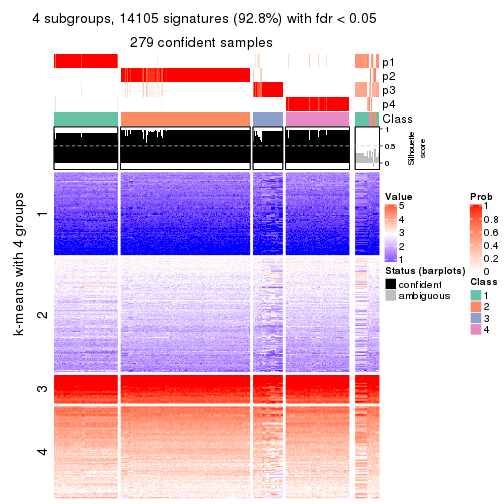 4 subgroups, 14105 signatures (92.8%) with fdr < 0.05
279 confident samples
p1
p2
p3
p4
Class
1
0.5
0
Silhouette
score
k-means with 4 groups
1
2
3
4
Value
5
4
3
2
1
Status (barplots)
confident
ambiguous
Prob
1
0.8
0.6
0.4
0.2
0
Class
1
2
3
4